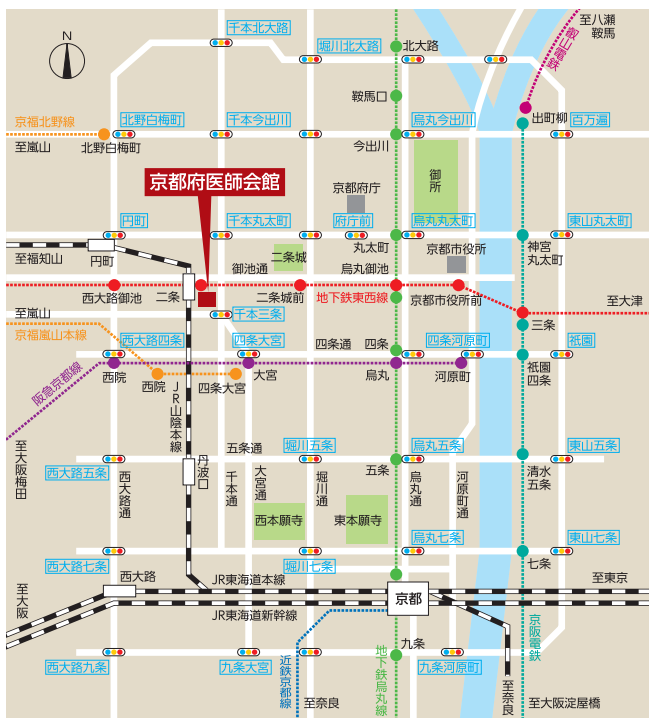 千本北大路
至八瀬
鞍馬
叡山電鉄
N
堀川北大路
北大路
鞍馬口
京福北野線
北野白梅町
千本今出川
烏丸今出川
出町柳
百万遍
至嵐山
北野白梅町
今出川
京都府医師会館
京都府庁
御所
円町
千本丸太町
府庁前
烏丸丸太町
東山丸太町
丸太町
京都市役所
神宮
丸太町
至福知山
円町
御池通
二条城
烏丸御池
西大路御池
二条
二条城前
地下鉄東西線
京都市役所前
至大津
至嵐山
千本三条
京福嵐山本線
三条
西大路四条
四条大宮
四条通
四条
四条河原町
祇園
西院
西院
四条大宮
大宮
烏丸
河原町
祇園
四条
阪急京都線
JR山陰本線
至大阪梅田
五条通
堀川五条
烏丸五条
東山五条
西大路五条
丹波口
五条
清水
五条
西大路通
千本通
大宮通
堀川通
烏丸通
河原町通
西本願寺
東本願寺
烏丸七条
東山七条
西大路七条
堀川七条
七条
西大路
JR東海道本線
京都
至東京
至大阪
JR東海道新幹線
京阪電鉄
九条
西大路九条
九条大宮
近鉄京都線
地下鉄烏丸線
九条河原町
至奈良
至奈良
至大阪淀屋橋